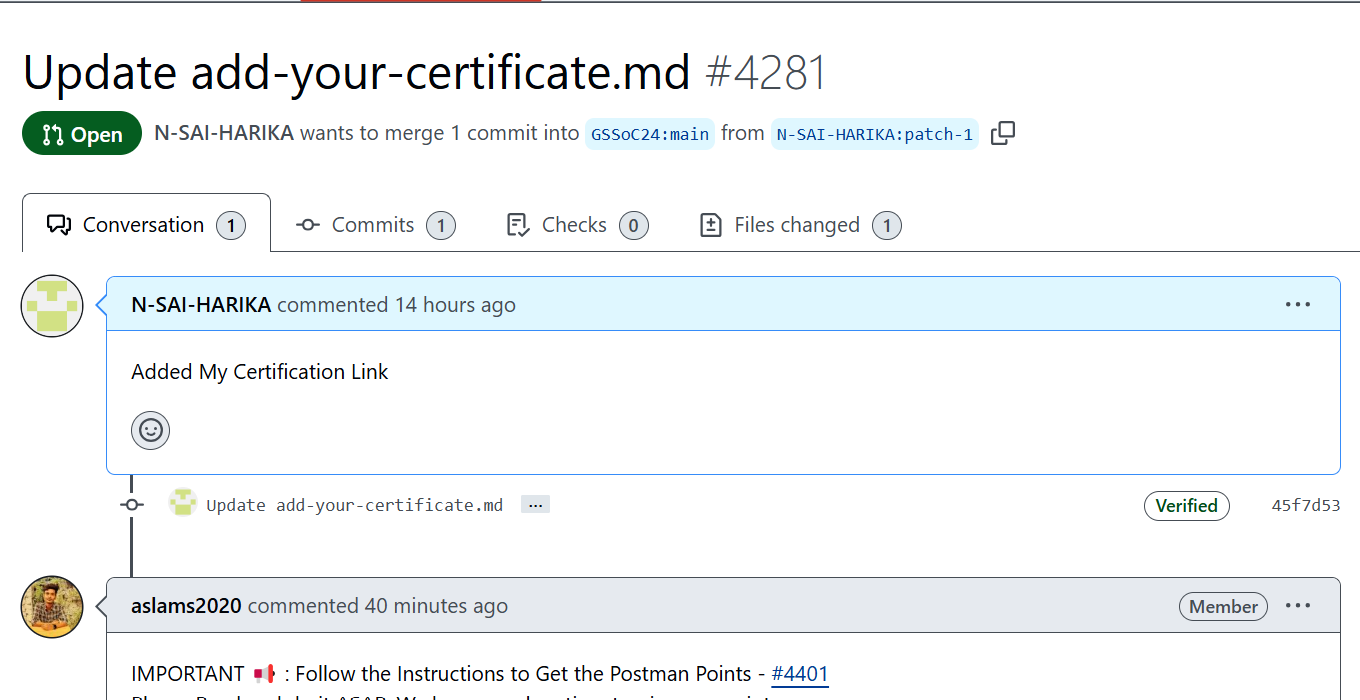 Update add-your-certificate.md #4281
Open N-SAI-HARIKA wants to merge 1 commit into GSSoC24:main from N-SAI-HARIKA:patch-1
Conversation 1 Commits 1 Checks 0 Files changed 1
N-SAI-HARIKA commented 14 hours ago
Added My Certification Link
Update add-your-certificate.md ... Verified 45f7d53
aslams2020 commented 40 minutes ago Member
IMPORTANT 📢 : Follow the Instructions to Get the Postman Points - #4401